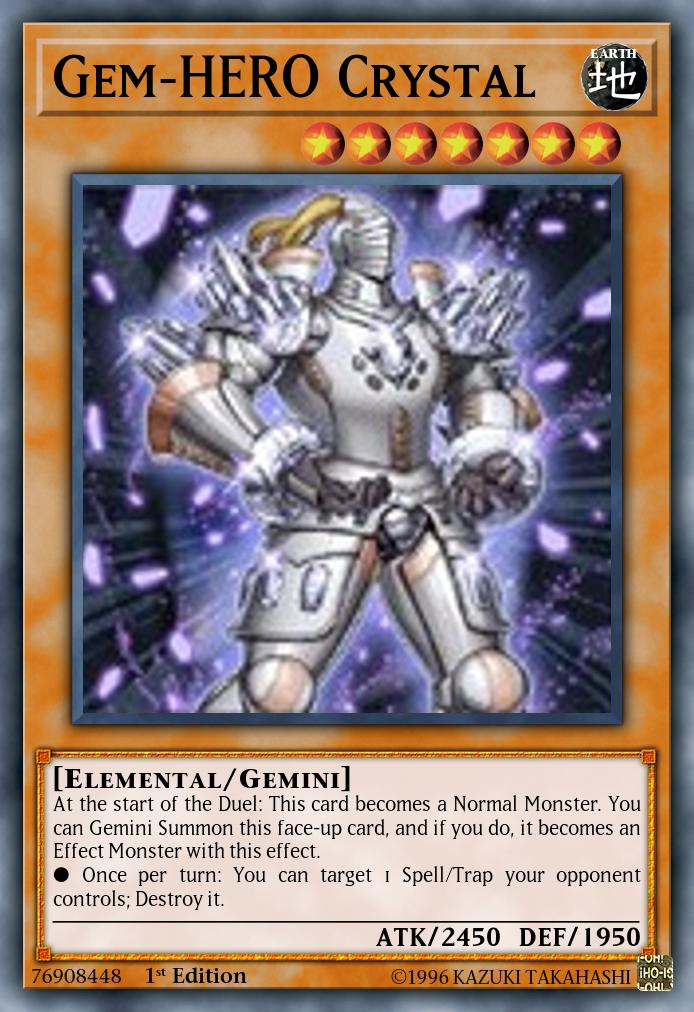 Gem-HERO Crystal
EARTH
地
[Elemental/Gemini]
At the start of the Duel: This card becomes a Normal Monster. You
can Gemini Summon this face-up card, and if you do, it becomes an
Effect Monster with this effect.
● Once per turn: You can target 1 Spell/Trap your opponent
controls; Destroy it.
ATK/2450 DEF/1950
76908448 1st Edition ©1996 KAZUKI TAKAHASHI